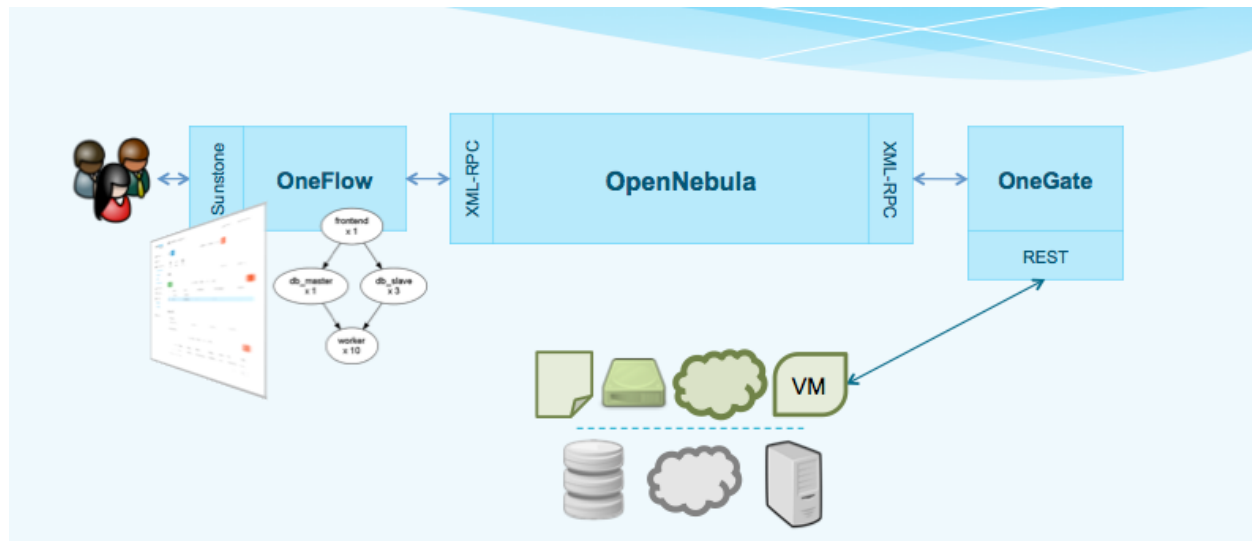 Sunstone
OneFlow
XML-RPC
OpenNebula
XML-RPC
OneGate
REST
frontend
x 1
db_master
x 1
db_slave
x 3
worker
x 10
VM